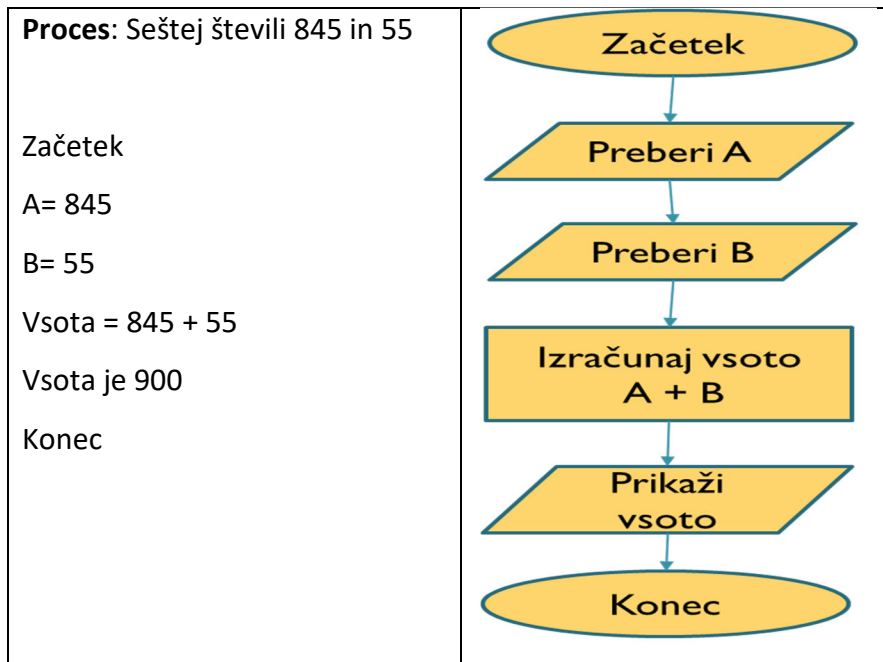 Proces: Seštej števili 845 in 55
Začetek
A= 845
B= 55
Vsota = 845 + 55
Vsota je 900
Konec
Začetek
Preberi A
Preberi B
Izračunaj vsoto
A + B
Prikaži
vsoto
Konec